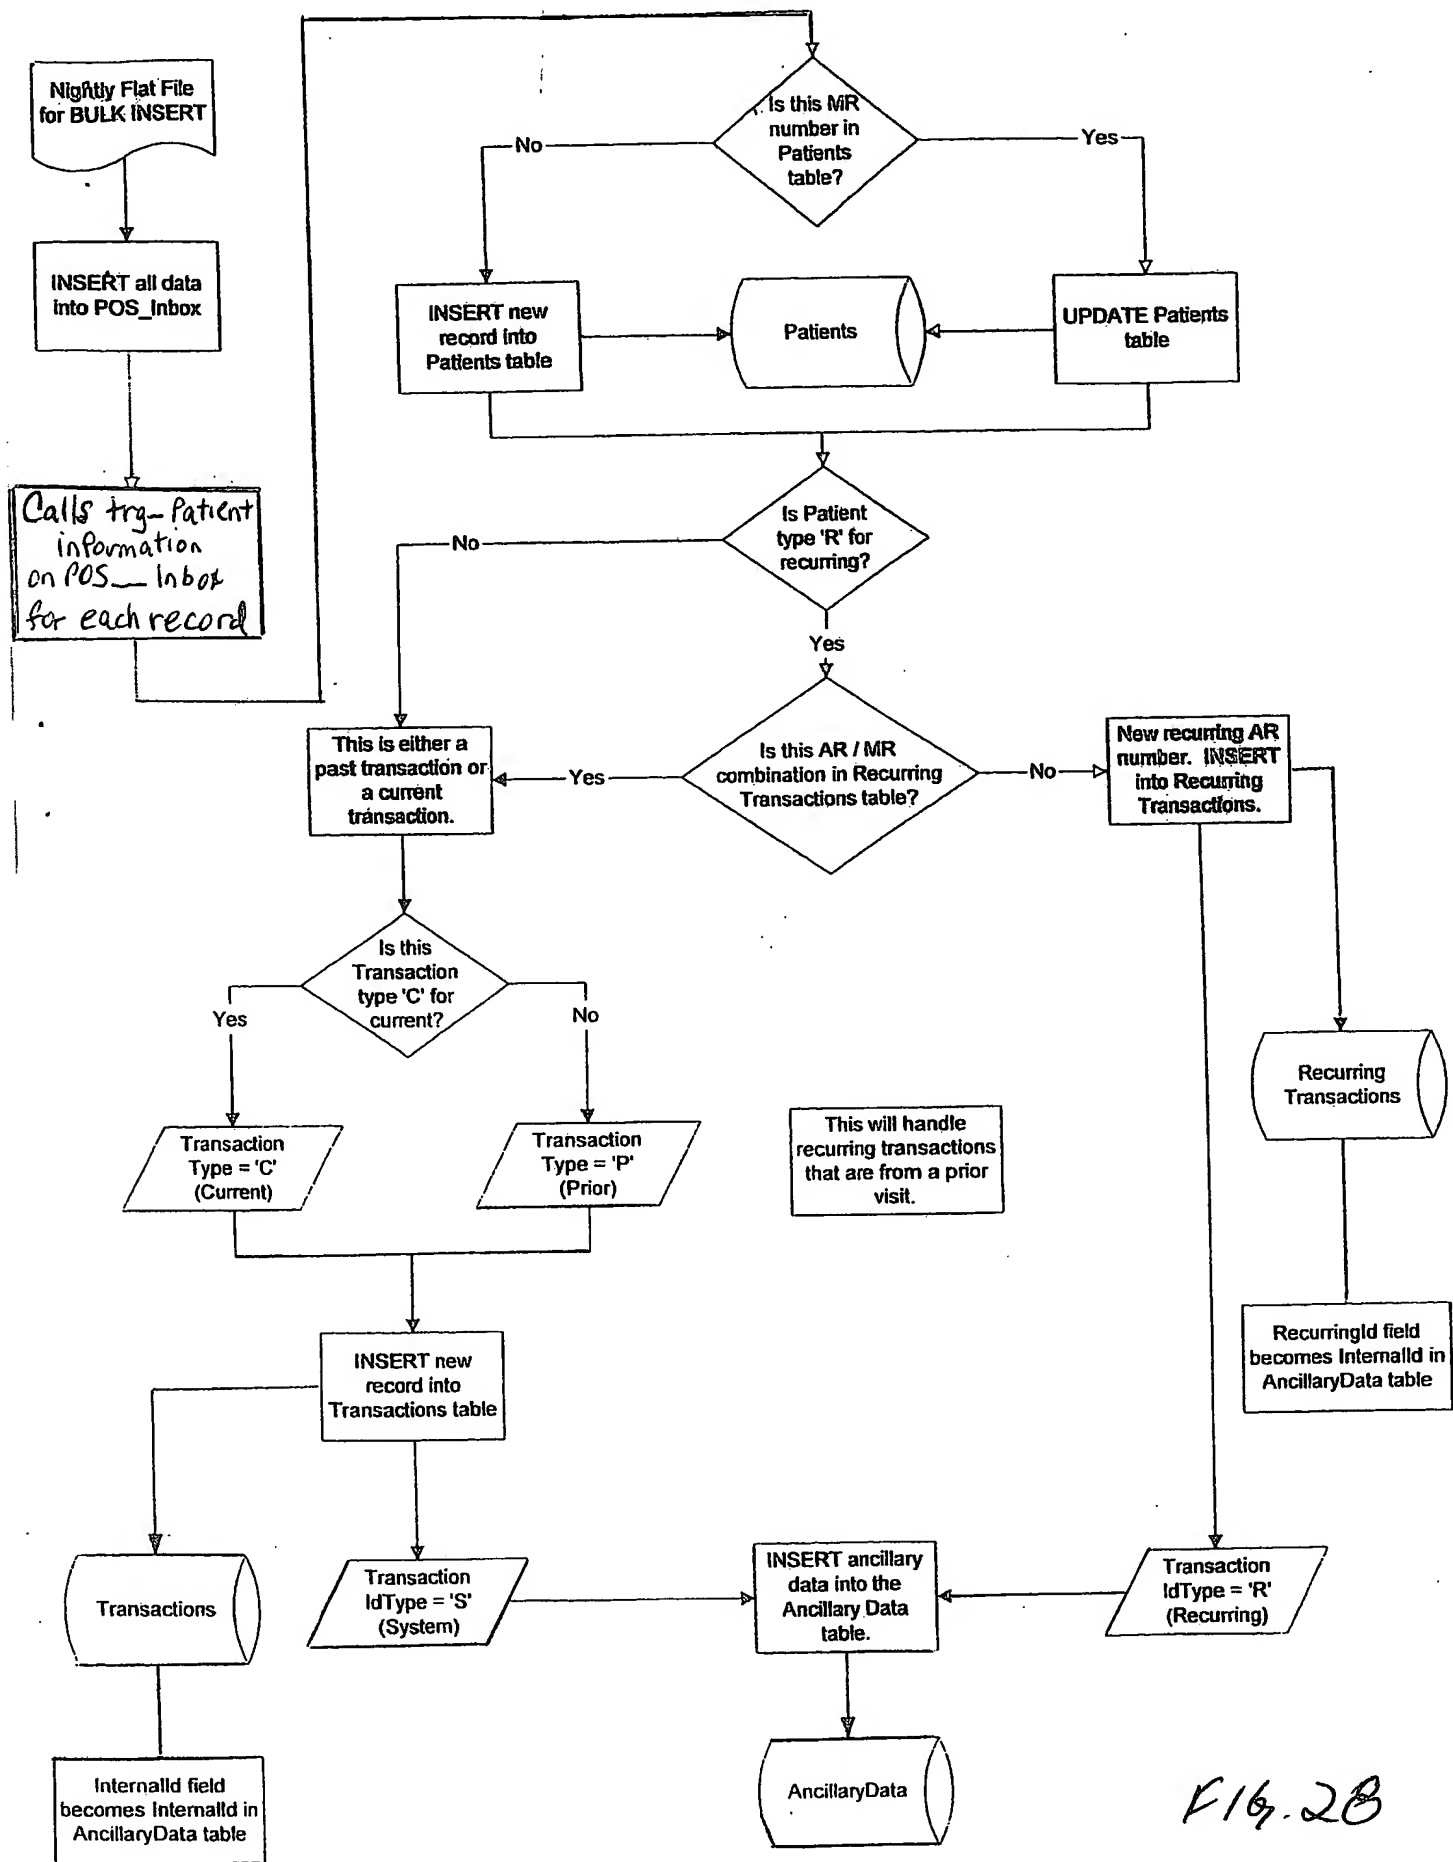 Nightly Flat File
for BULK INSERT
INSERT all data
into POS_Inbox
Calls trg_Patient
information
on POS_Inbox
for each record
Is this MR
number in
Patients
table?
No
Yes
INSERT new
record into
Patients table
Patients
UPDATE Patients
table
Is Patient
type 'R' for
recurring?
No
Yes
This is either a
past transaction or
a current
transaction.
Yes
Is this AR / MR
combination in Recurring
Transactions table?
No
New recurring AR
number. INSERT
into Recurring
Transactions.
Is this
Transaction
type 'C' for
current?
Yes
No
Recurring
Transactions
Transaction
Type = 'C'
(Current)
Transaction
Type = 'P'
(Prior)
This will handle
recurring transactions
that are from a prior
visit.
RecurringId field
becomes InternalId in
AncillaryData table
INSERT new
record into
Transactions table
Transactions
Transaction
IdType = 'S'
(System)
INSERT ancillary
data into the
Ancillary Data
table.
Transaction
IdType = 'R'
(Recurring)
InternalId field
becomes InternalId in
AncillaryData table
AncillaryData
FIG. 2B